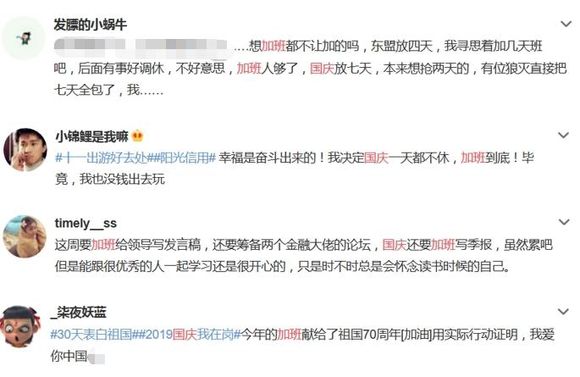 发膘的小蜗牛
....想加班都不让加的吗，东盟放四天，我寻思着加几天班
吧，后面有事好调休，不好意思，加班人够了，国庆放七天，本来想抢两天的，有位狼灭直接把
七天全包了，我……
小锦鲤是我嘛
#十一出游好去处##阳光信用# 幸福是奋斗出来的！我决定国庆一天都不休，加班到底！毕
竟，我也没钱出去玩
timely__ss
这周要加班给领导写发言稿，还要筹备两个金融大佬的论坛，国庆还要加班写季报，虽然累吧
但是能跟很优秀的人一起学习还是很开心的，只是时不时总是会怀念读书时候的自己。
_柒夜妖蓝
#30天表白祖国##2019国庆我在岗#今年的加班献给了祖国70周年[加油]用实际行动证明，我爱
你中国